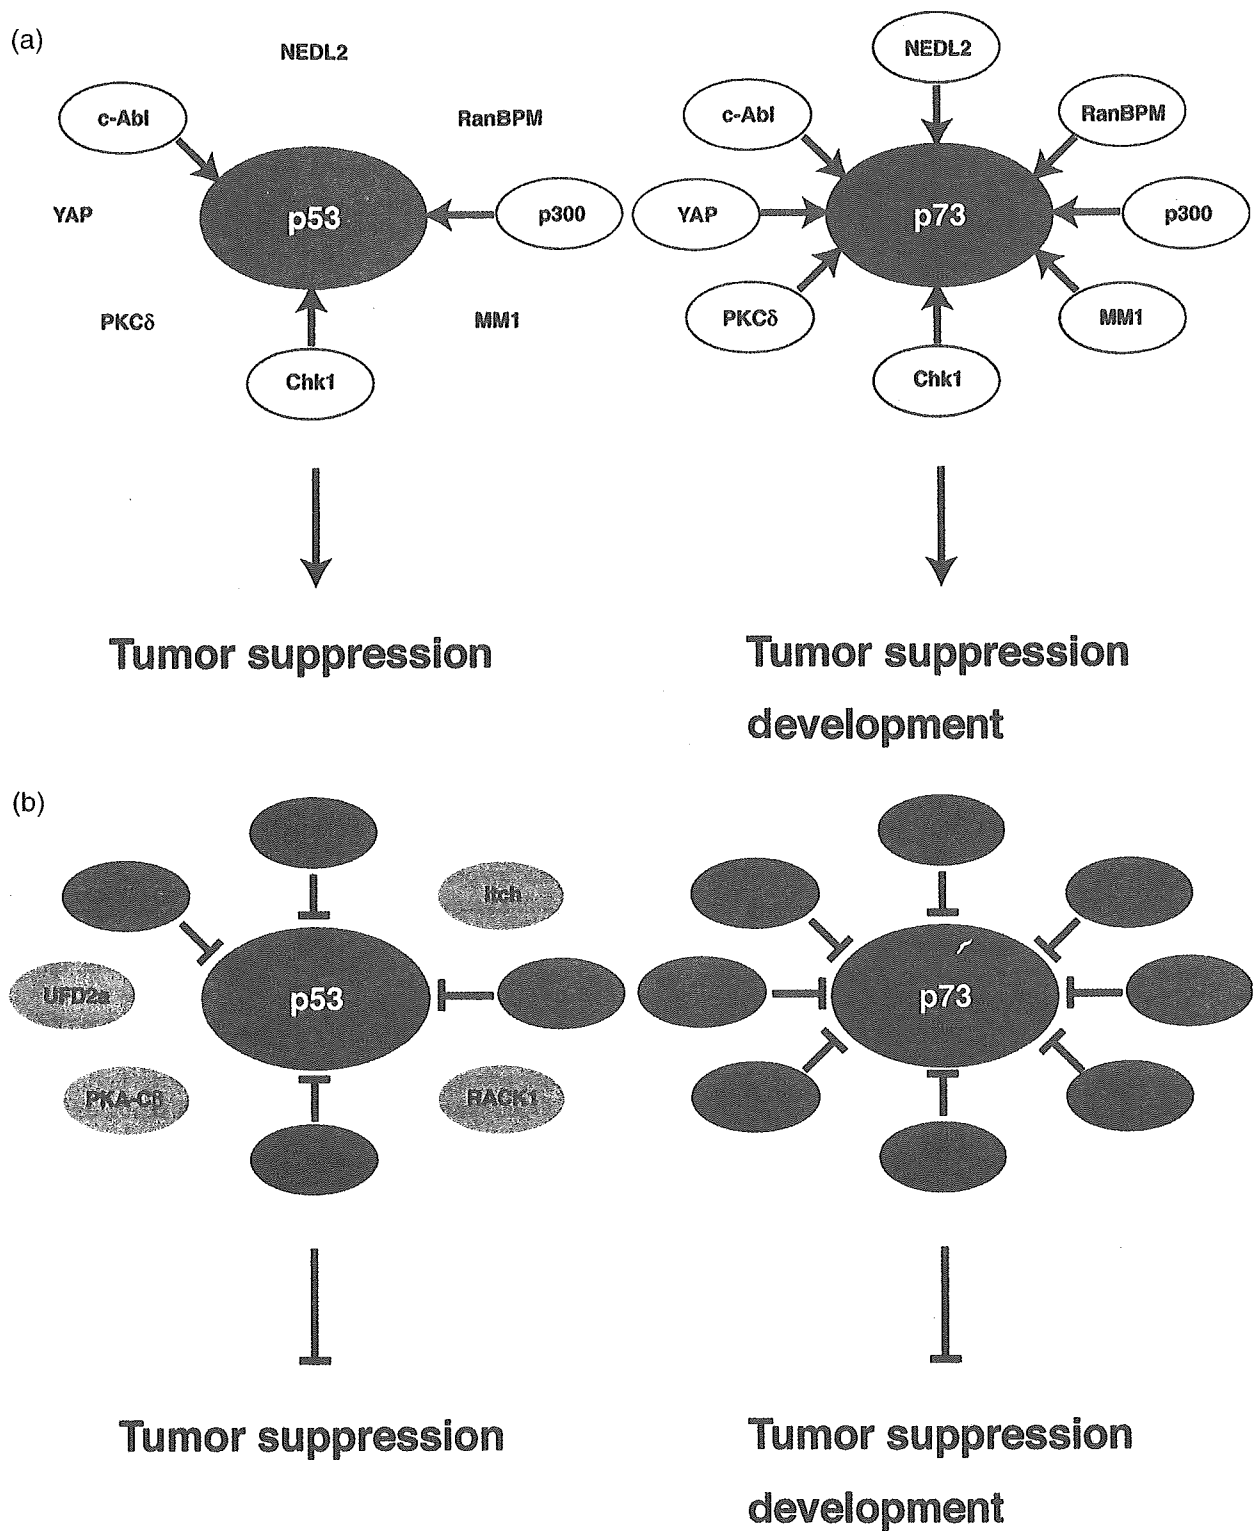 (a)
NEDL2
c-Abl
RanBPM
YAP
p53
p300
PKCδ
MM1
Chk1
Tumor suppression
NEDL2
c-Abl
RanBPM
YAP
p73
p300
PKCδ
MM1
Chk1
Tumor suppression
development
(b)
Itch
UFD2a
p53
PKA-Cβ
RACK1
Tumor suppression
p73
Tumor suppression
development